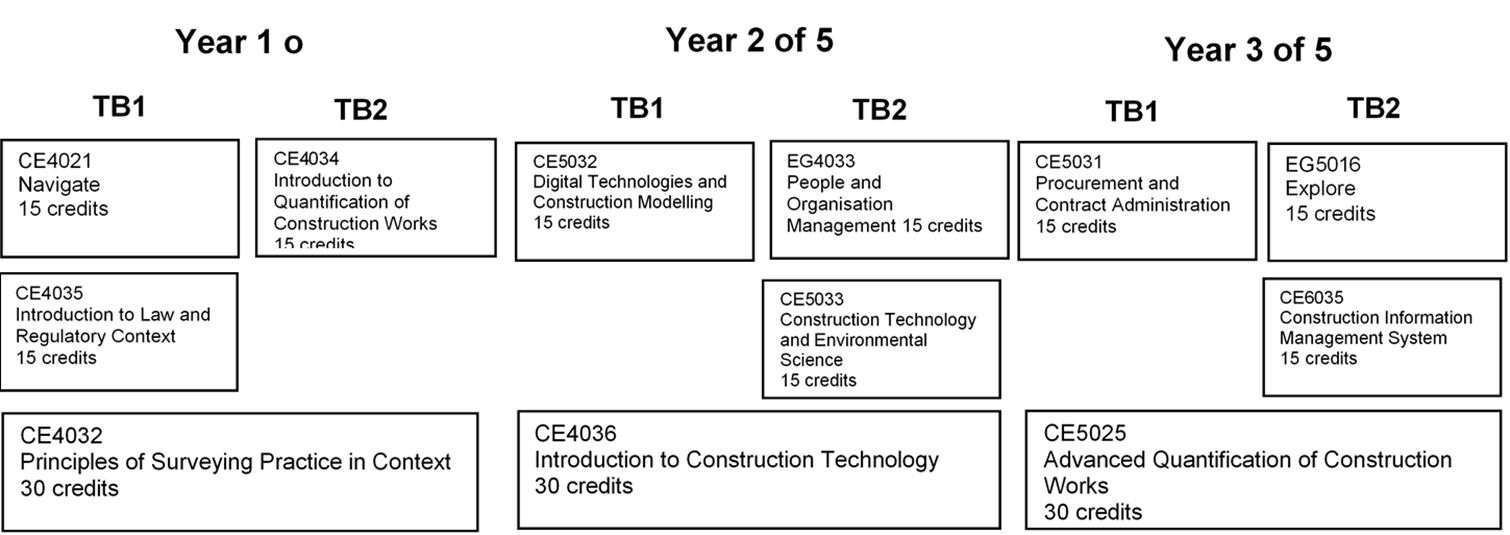 Year 1 o
Year 2 of 5
Year 3 of 5
TB1
TB2
TB1
TB2
TB1
TB2
CE4021
Navigate
15 credits
CE4034
Introduction to
Quantification of
Construction Works
15 credits
CE5032
Digital Technologies and
Construction Modelling
15 credits
EG4033
People and
Organisation
Management 15 credits
CE5031
Procurement and
Contract Administration
15 credits
EG5016
Explore
15 credits
CE4035
Introduction to Law and
Regulatory Context
15 credits
CE5033
Construction Technology
and Environmental
Science
15 credits
CE6035
Construction Information
Management System
15 credits
CE4032
Principles of Surveying Practice in Context
30 credits
CE4036
Introduction to Construction Technology
30 credits
CE5025
Advanced Quantification of Construction
Works
30 credits